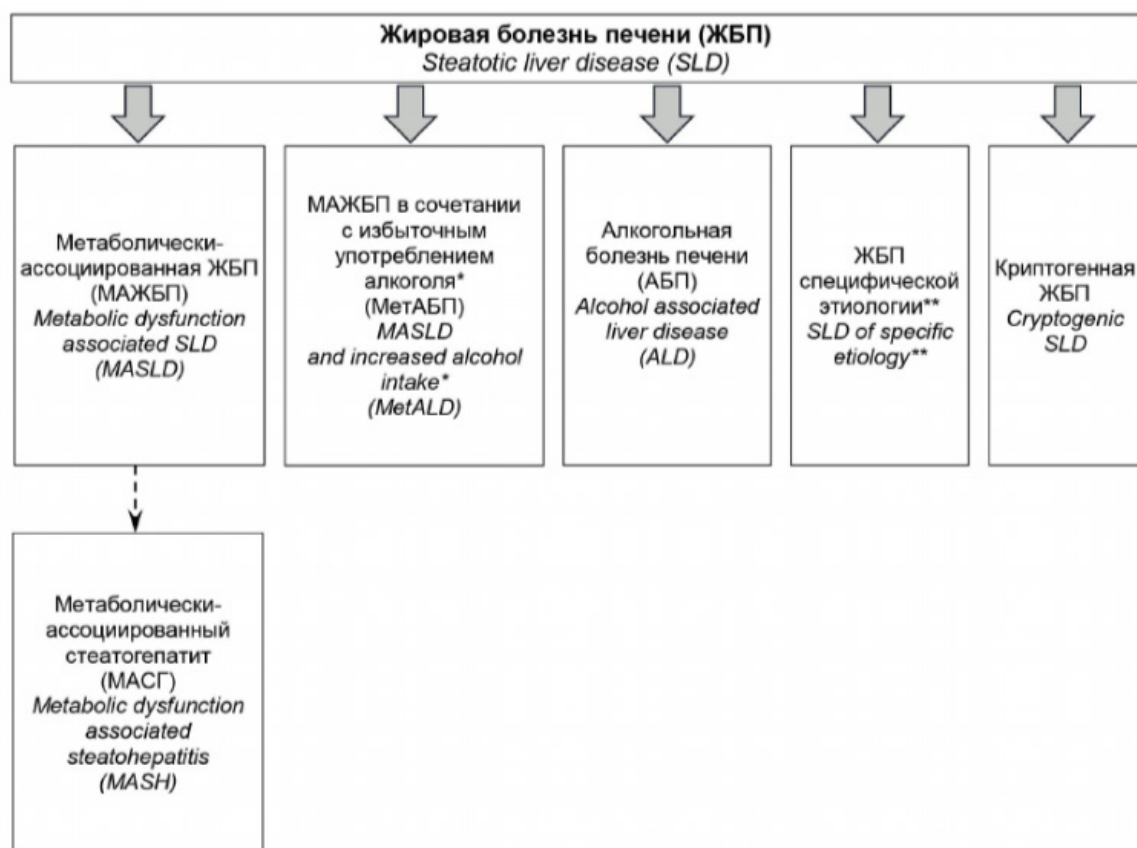 Жировая болезнь печени (ЖБП)
Steatotic liver disease (SLD)
Метаболически-
ассоциированная ЖБП
(МАЖБП)
Metabolic dysfunction
associated SLD
(MASLD)
МАЖБП в сочетании
с избыточным
употреблением
алкоголя*
(МетАБП)
MASLD
and increased alcohol
intake*
(MetALD)
Алкогольная
болезнь печени
(АБП)
Alcohol associated
liver disease
(ALD)
ЖБП
специфической
этиологии**
SLD of specific
etiology**
Криптогенная
ЖБП
Cryptogenic
SLD
Метаболически-
ассоциированный
стеатогепатит
(МАСГ)
Metabolic dysfunction
associated
steatohepatitis
(MASH)